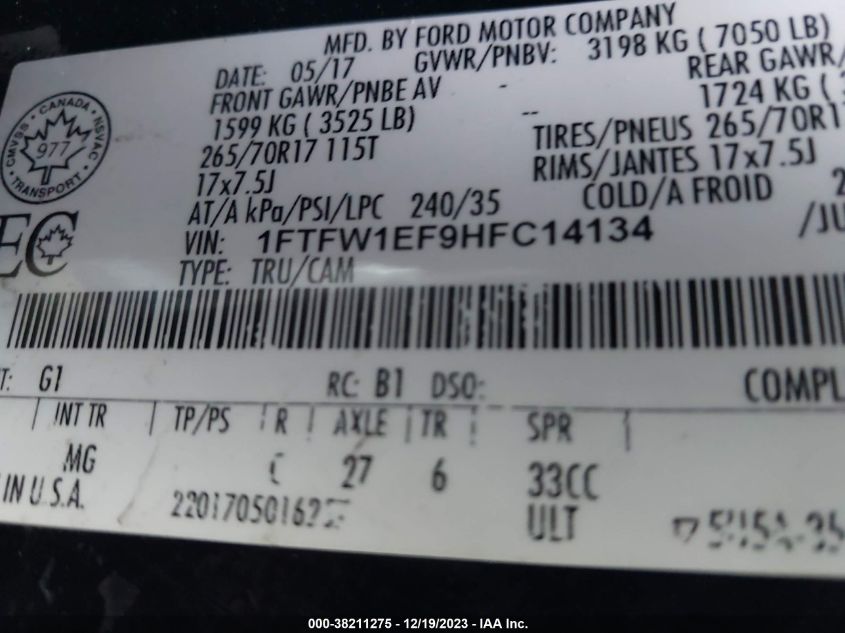 MFD. BY FORD MOTOR COMPANY
DATE: 05/17 GVWR/PNBV: 3198 KG ( 7050 LB)
FRONT GAWR/PNBE AV - REAR GAWR/
1599 KG ( 3525 LB) -- 1724 KG (
265/70R17 115T TIRES/PNEUS 265/70R1
17x7.5J RIMS/JANTES 17x7.5J
AT/A kPa/PSI/LPC 240/35 COLD/A FROID 2
VIN: 1FTFW1EF9HFC14134 /JU
TYPE: TRU/CAM
CMVSS • CANADA • NSVAC • TRANSPORT •
977
EC
T: G1 RC: B1 DSO: COMPL
INT TR TP/PS R AXLE TR SPR
MG C 27 6 33CC
IN U.S.A. ULT
000-38211275 - 12/19/2023 - IAA Inc.